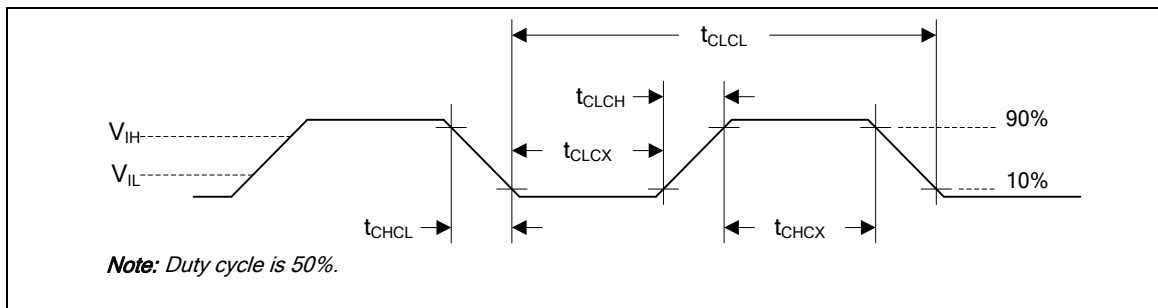 tCLCL
tCLCH
90%
VIH
tCLCX
VIL
10%
tCHCL
tCHCX
Note: Duty cycle is 50%.